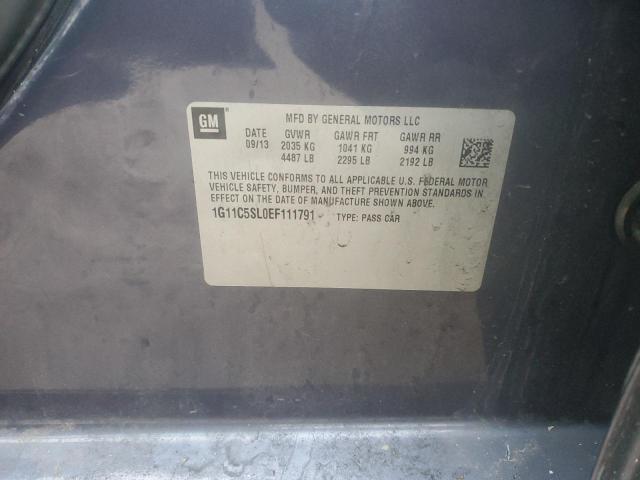 GM®
MFD BY GENERAL MOTORS LLC
DATE GVWR GAWR FRT GAWR RR
09/13 2035 KG 1041 KG 994 KG
4487 LB 2295 LB 2192 LB
THIS VEHICLE CONFORMS TO ALL APPLICABLE U.S. FEDERAL MOTOR
VEHICLE SAFETY, BUMPER, AND THEFT PREVENTION STANDARDS IN
EFFECT ON THE DATE OF MANUFACTURE SHOWN ABOVE.
1G11C5SL0EF111791 TYPE: PASS CAR